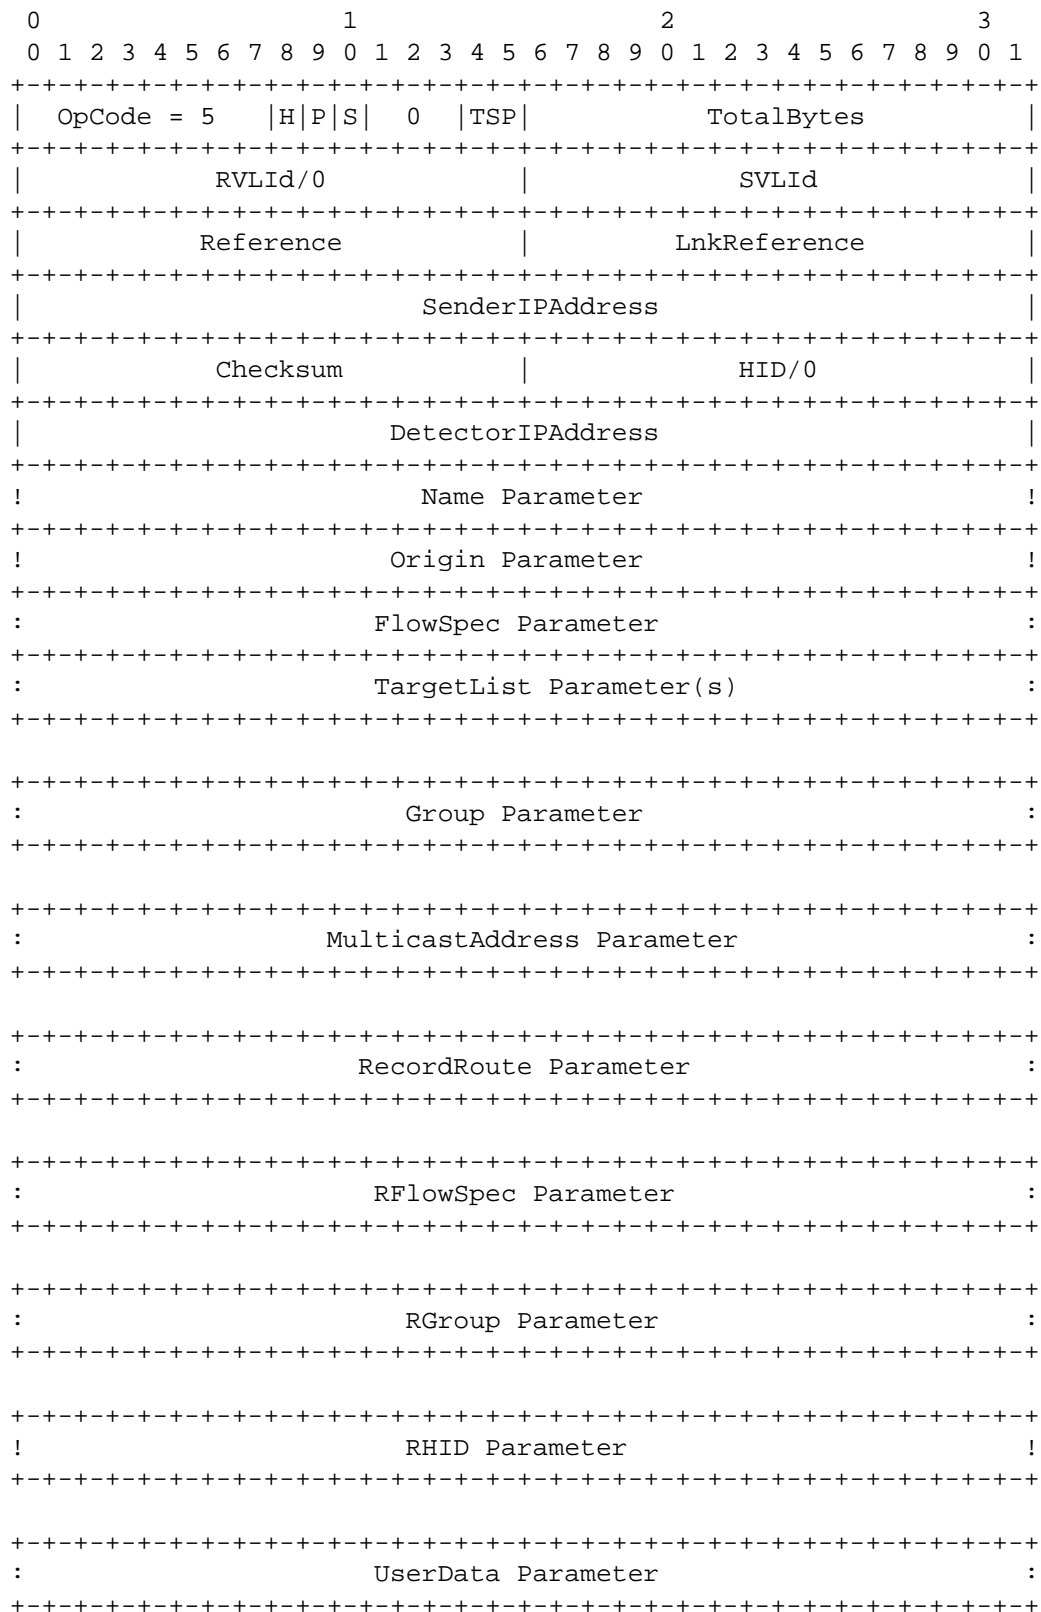 0                   1                   2                   3
 0 1 2 3 4 5 6 7 8 9 0 1 2 3 4 5 6 7 8 9 0 1 2 3 4 5 6 7 8 9 0 1
+-+-+-+-+-+-+-+-+-+-+-+-+-+-+-+-+-+-+-+-+-+-+-+-+-+-+-+-+-+-+-+-+
|  OpCode = 5   |H|P|S|  0  |TSP|           TotalBytes          |
+-+-+-+-+-+-+-+-+-+-+-+-+-+-+-+-+-+-+-+-+-+-+-+-+-+-+-+-+-+-+-+-+
|            RVLId/0            |             SVLId             |
+-+-+-+-+-+-+-+-+-+-+-+-+-+-+-+-+-+-+-+-+-+-+-+-+-+-+-+-+-+-+-+-+
|           Reference           |         LnkReference          |
+-+-+-+-+-+-+-+-+-+-+-+-+-+-+-+-+-+-+-+-+-+-+-+-+-+-+-+-+-+-+-+-+
|                         SenderIPAddress                       |
+-+-+-+-+-+-+-+-+-+-+-+-+-+-+-+-+-+-+-+-+-+-+-+-+-+-+-+-+-+-+-+-+
|            Checksum           |             HID/0             |
+-+-+-+-+-+-+-+-+-+-+-+-+-+-+-+-+-+-+-+-+-+-+-+-+-+-+-+-+-+-+-+-+
|                       DetectorIPAddress                       |
+-+-+-+-+-+-+-+-+-+-+-+-+-+-+-+-+-+-+-+-+-+-+-+-+-+-+-+-+-+-+-+-+
!                         Name Parameter                        !
+-+-+-+-+-+-+-+-+-+-+-+-+-+-+-+-+-+-+-+-+-+-+-+-+-+-+-+-+-+-+-+-+
!                       Origin Parameter                        !
+-+-+-+-+-+-+-+-+-+-+-+-+-+-+-+-+-+-+-+-+-+-+-+-+-+-+-+-+-+-+-+-+
:                      FlowSpec Parameter                       :
+-+-+-+-+-+-+-+-+-+-+-+-+-+-+-+-+-+-+-+-+-+-+-+-+-+-+-+-+-+-+-+-+
:                      TargetList Parameter(s)                  :
+-+-+-+-+-+-+-+-+-+-+-+-+-+-+-+-+-+-+-+-+-+-+-+-+-+-+-+-+-+-+-+-+

+-+-+-+-+-+-+-+-+-+-+-+-+-+-+-+-+-+-+-+-+-+-+-+-+-+-+-+-+-+-+-+-+
:                        Group Parameter                        :
+-+-+-+-+-+-+-+-+-+-+-+-+-+-+-+-+-+-+-+-+-+-+-+-+-+-+-+-+-+-+-+-+

+-+-+-+-+-+-+-+-+-+-+-+-+-+-+-+-+-+-+-+-+-+-+-+-+-+-+-+-+-+-+-+-+
:                   MulticastAddress Parameter                  :
+-+-+-+-+-+-+-+-+-+-+-+-+-+-+-+-+-+-+-+-+-+-+-+-+-+-+-+-+-+-+-+-+

+-+-+-+-+-+-+-+-+-+-+-+-+-+-+-+-+-+-+-+-+-+-+-+-+-+-+-+-+-+-+-+-+
:                     RecordRoute Parameter                     :
+-+-+-+-+-+-+-+-+-+-+-+-+-+-+-+-+-+-+-+-+-+-+-+-+-+-+-+-+-+-+-+-+

+-+-+-+-+-+-+-+-+-+-+-+-+-+-+-+-+-+-+-+-+-+-+-+-+-+-+-+-+-+-+-+-+
:                      RFlowSpec Parameter                      :
+-+-+-+-+-+-+-+-+-+-+-+-+-+-+-+-+-+-+-+-+-+-+-+-+-+-+-+-+-+-+-+-+

+-+-+-+-+-+-+-+-+-+-+-+-+-+-+-+-+-+-+-+-+-+-+-+-+-+-+-+-+-+-+-+-+
:                        RGroup Parameter                       :
+-+-+-+-+-+-+-+-+-+-+-+-+-+-+-+-+-+-+-+-+-+-+-+-+-+-+-+-+-+-+-+-+

+-+-+-+-+-+-+-+-+-+-+-+-+-+-+-+-+-+-+-+-+-+-+-+-+-+-+-+-+-+-+-+-+
!                        RHID Parameter                         !
+-+-+-+-+-+-+-+-+-+-+-+-+-+-+-+-+-+-+-+-+-+-+-+-+-+-+-+-+-+-+-+-+

+-+-+-+-+-+-+-+-+-+-+-+-+-+-+-+-+-+-+-+-+-+-+-+-+-+-+-+-+-+-+-+-+
:                      UserData Parameter                       :
+-+-+-+-+-+-+-+-+-+-+-+-+-+-+-+-+-+-+-+-+-+-+-+-+-+-+-+-+-+-+-+-+